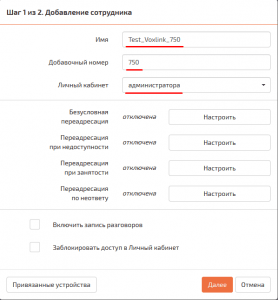 Шаг 1 из 2. Добавление сотрудника
Имя Test_Voxlink_750
Добавочный номер 750
Личный кабинет администратора
Безусловная переадресация отключена Настроить
Переадресация при недоступности отключена Настроить
Переадресация при занятости отключена Настроить
Переадресация по неответу отключена Настроить
Включить запись разговоров
Заблокировать доступ в Личный кабинет
Привязанные устройства Далее Отмена